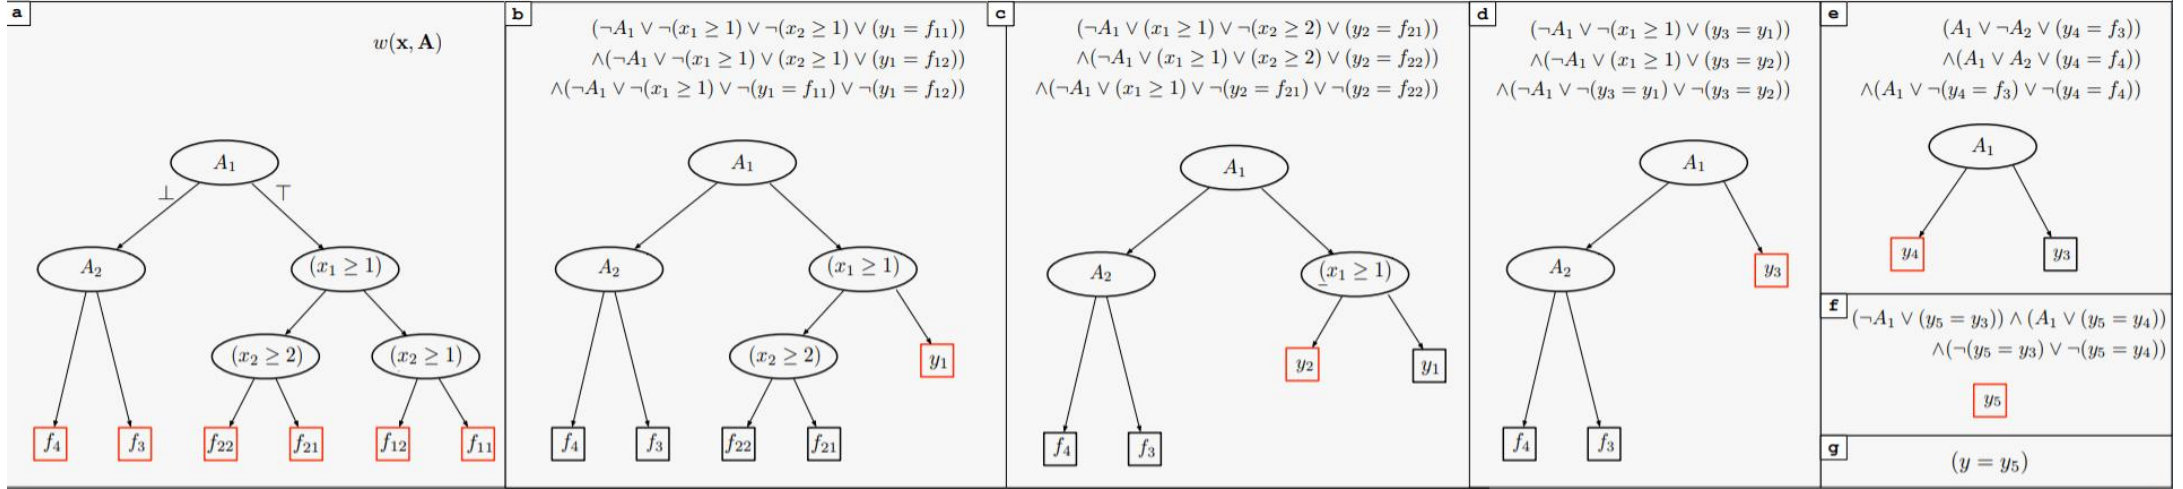 a
w(x, A)
A₁
⊥ ⊤
A₂ (x₁ ≥ 1)
(x₂ ≥ 2) (x₂ ≥ 1)
f₄ f₃ f₂₂ f₂₁ f₁₂ f₁₁
b
(¬A₁ ∨ ¬(x₁ ≥ 1) ∨ ¬(x₂ ≥ 1) ∨ (y₁ = f₁₁))
∧(¬A₁ ∨ ¬(x₁ ≥ 1) ∨ (x₂ ≥ 1) ∨ (y₁ = f₁₂))
∧(¬A₁ ∨ ¬(x₁ ≥ 1) ∨ ¬(y₁ = f₁₁) ∨ ¬(y₁ = f₁₂))
A₁
A₂ (x₁ ≥ 1)
(x₂ ≥ 2) y₁
f₄ f₃ f₂₂ f₂₁
c
(¬A₁ ∨ (x₁ ≥ 1) ∨ ¬(x₂ ≥ 2) ∨ (y₂ = f₂₁))
∧(¬A₁ ∨ (x₁ ≥ 1) ∨ (x₂ ≥ 2) ∨ (y₂ = f₂₂))
∧(¬A₁ ∨ (x₁ ≥ 1) ∨ ¬(y₂ = f₂₁) ∨ ¬(y₂ = f₂₂))
A₁
A₂ (x₁ ≥ 1)
y₂ y₁
f₄ f₃
d
(¬A₁ ∨ ¬(x₁ ≥ 1) ∨ (y₃ = y₁))
∧(¬A₁ ∨ (x₁ ≥ 1) ∨ (y₃ = y₂))
∧(¬A₁ ∨ ¬(y₃ = y₁) ∨ ¬(y₃ = y₂))
A₁
A₂ y₃
f₄ f₃
e
(A₁ ∨ ¬A₂ ∨ (y₄ = f₃))
∧(A₁ ∨ A₂ ∨ (y₄ = f₄))
∧(A₁ ∨ ¬(y₄ = f₃) ∨ ¬(y₄ = f₄))
A₁
y₄ y₃
f
(¬A₁ ∨ (y₅ = y₃)) ∧ (A₁ ∨ (y₅ = y₄))
∧(¬(y₅ = y₃) ∨ ¬(y₅ = y₄))
y₅
g
(y = y₅)